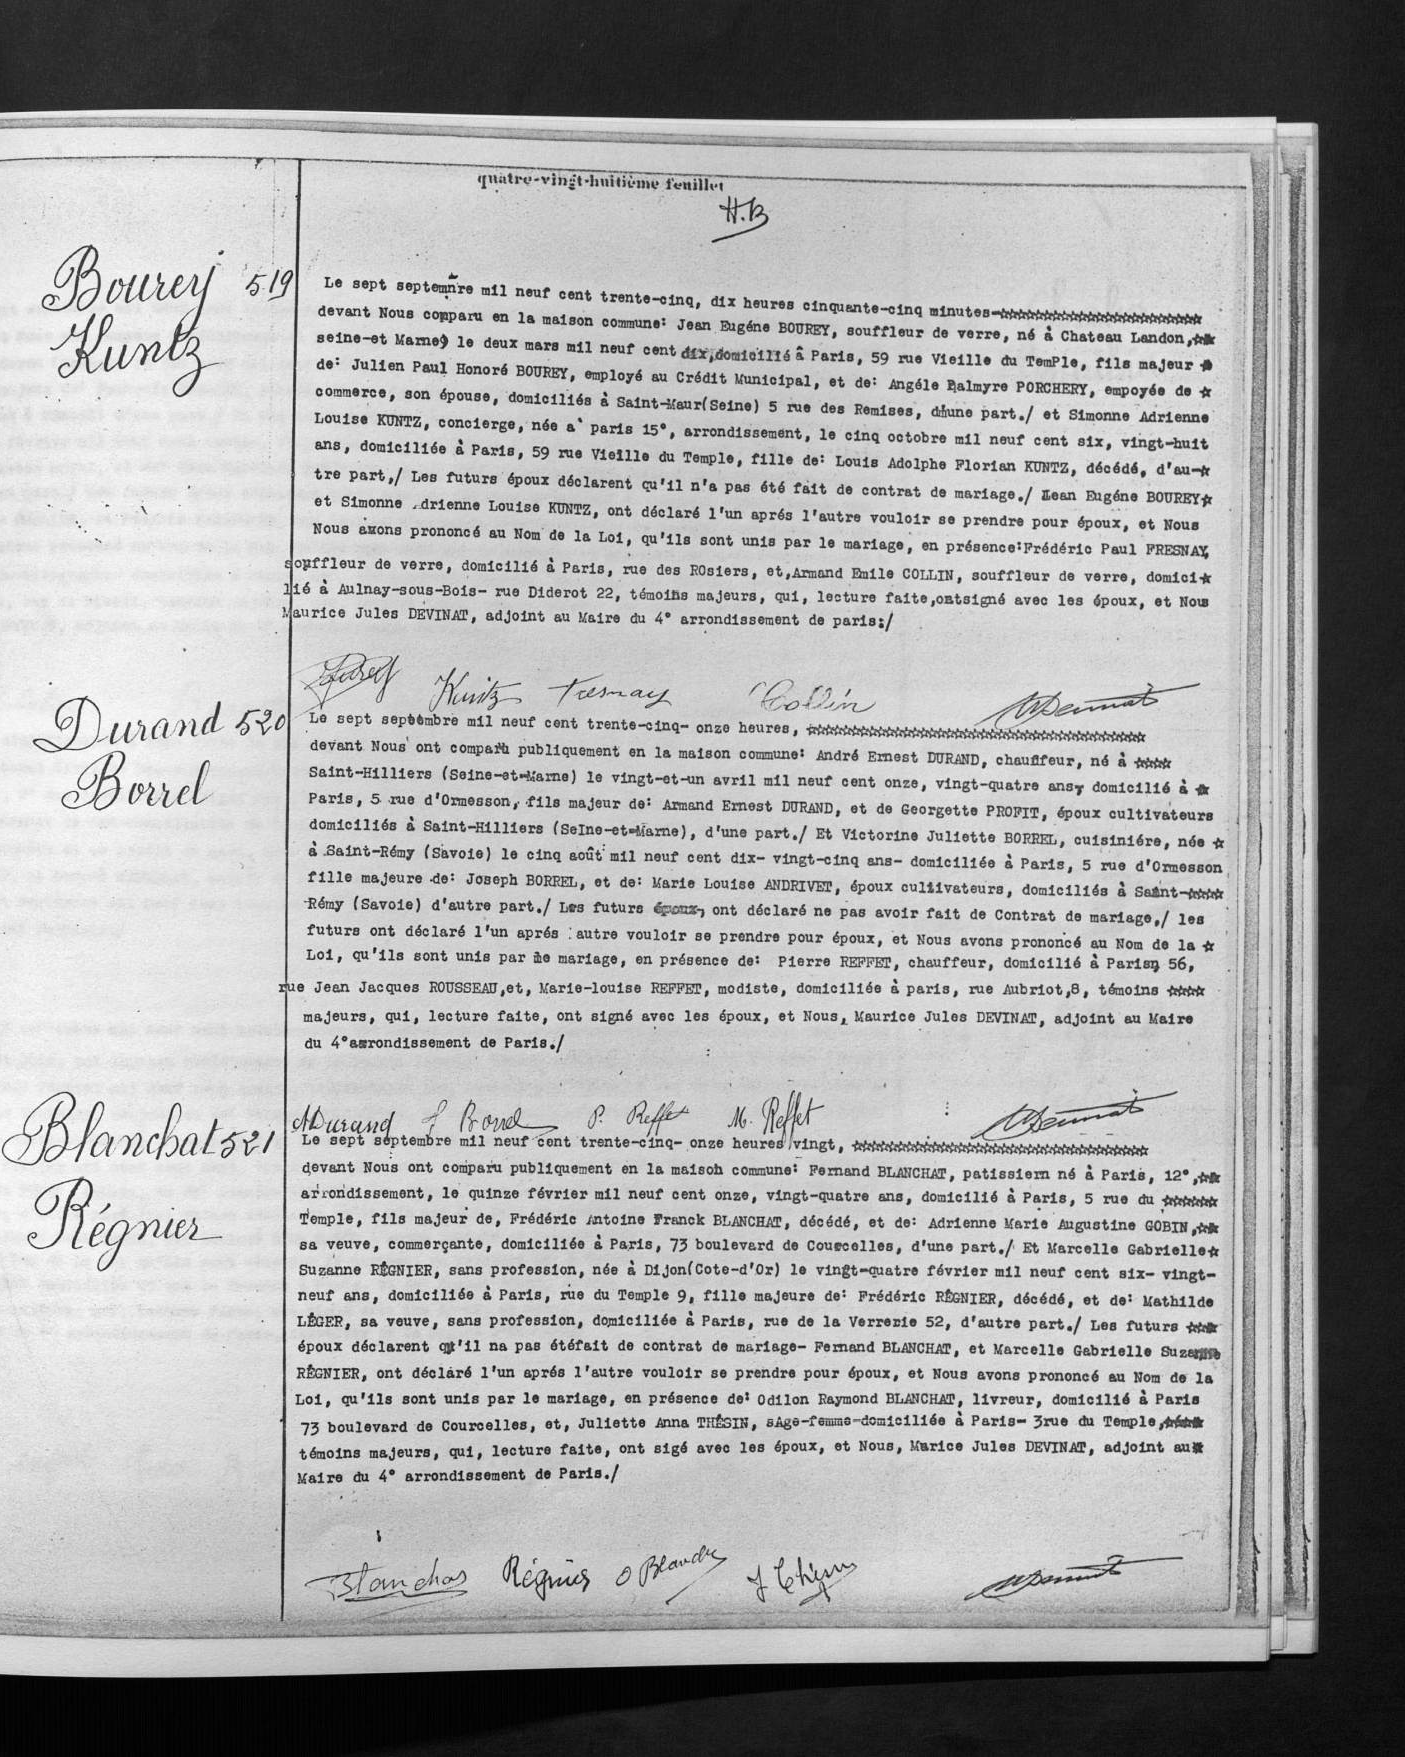 quatre-vingt-huitième feuillet
H.B
Bourey 519
Kuntz
Le sept septemnre mil neuf cent trente-cinq, dix heures cinquante-cinq minutes-☆☆☆☆☆☆☆☆☆☆☆☆☆☆☆☆☆☆☆☆☆☆
devant Nous comparu en la maison commune: Jean Eugéne BOUREY, souffleur de verre, né à Chateau Landon,☆☆
seine-et Marne) le deux mars mil neuf cent dix,domicilié â Paris, 59 rue Vieille du TemPle, fils majeur ☆
de: Julien Paul Honoré BOUREY, employé au Crédit Municipal, et de: Angéle Palmyre PORCHERY, empoyée de ☆
commerce, son épouse, domiciliés à Saint-Maur(Seine) 5 rue des Remises, d'une part./ et Simonne Adrienne
Louise KUNTZ, concierge, née a` paris 15°, arrondissement, le cinq octobre mil neuf cent six, vingt-huit
ans, domiciliée à Paris, 59 rue Vieille du Temple, fille de: Louis Adolphe Florian KUNTZ, décédé, d'au-☆
tre part,/ Les futurs époux déclarent qu'il n'a pas été fait de contrat de mariage./ Jean Eugéne BOUREY☆
et Simonne .drienne Louise KUNTZ, ont déclaré l'un aprés l'autre vouloir se prendre pour époux, et Nous
Nous avons prononcé au Nom de la Loi, qu'ils sont unis par le mariage, en présence:Frédéric Paul FRESNAY,
souffleur de verre, domicilié à Paris, rue des ROsiers, et,Armand Emile COLLIN, souffleur de verre, domici☆
lié à Aulnay-sous-Bois- rue Diderot 22, témoins majeurs, qui, lecture faite,ontsigné avec les époux, et Nous
Maurice Jules DEVINAT, adjoint au Maire du 4° arrondissement de paris:/
Bourey Kuntz Fresnay Collin MDevinat
Durand 520
Borrel
Le sept septembre mil neuf cent trente-cinq- onze heures, ☆☆☆☆☆☆☆☆☆☆☆☆☆☆☆☆☆☆☆☆☆☆☆☆☆☆☆☆☆☆☆☆☆☆☆☆
devant Nous ont comparu publiquement en la maison commune: André Ernest DURAND, chauffeur, né à ☆☆☆☆
Saint-Hilliers (Seine-et-Marne) le vingt-et-un avril mil neuf cent onze, vingt-quatre ans, domicilié à ☆
Paris, 5 rue d'Ormesson, fils majeur de: Armand Ernest DURAND, et de Georgette PROFIT, époux cultivateurs
domiciliés à Saint-Hilliers (SeIne-et-Marne), d'une part./ Et Victorine Juliette BORREL, cuisiniére, née ☆
à Saint-Rémy (Savoie) le cinq août mil neuf cent dix- vingt-cinq ans- domiciliée à Paris, 5 rue d'Ormesson
fille majeure de: Joseph BORREL, et de: Marie Louise ANDRIVET, époux cultivateurs, domiciliés à Saint-☆☆☆☆
Rémy (Savoie) d'autre part./ Les futurs époux, ont déclaré ne pas avoir fait de Contrat de mariage,/ les
futurs ont déclaré l'un aprés autre vouloir se prendre pour époux, et Nous avons prononcé au Nom de la ☆
Loi, qu'ils sont unis par le mariage, en présence de: Pierre REFFET, chauffeur, domicilié à Paris, 56,
rue Jean Jacques ROUSSEAU,et, Marie-louise REFFET, modiste, domiciliée à paris, rue Aubriot,8, témoins ☆☆☆☆
majeurs, qui, lecture faite, ont signé avec les époux, et Nous, Maurice Jules DEVINAT, adjoint au Maire
du 4°arrondissement de Paris./
ADurand J Borrel P. Reffet M. Reffet MDevinat
Blanchat 521
Régnier
Le sept septembre mil neuf cent trente-cinq- onze heures vingt, ☆☆☆☆☆☆☆☆☆☆☆☆☆☆☆☆☆☆☆☆☆☆☆☆☆☆☆☆☆☆☆
devant Nous ont comparu publiquement en la maison commune: Fernand BLANCHAT, patissiern né à Paris, 12°,☆☆
arrondissement, le quinze février mil neuf cent onze, vingt-quatre ans, domicilié à Paris, 5 rue du ☆☆☆☆☆☆
Temple, fils majeur de, Frédéric Antoine Franck BLANCHAT, décédé, et de: Adrienne Marie Augustine GOBIN,☆☆
sa veuve, commerçante, domiciliée à Paris, 73 boulevard de Courcelles, d'une part./ Et Marcelle Gabrielle☆
Suzanne RÉGNIER, sans profession, née à Dijon(Cote-d'Or) le vingt-quatre février mil neuf cent six- vingt-
neuf ans, domiciliée à Paris, rue du Temple 9, fille majeure de: Frédéric RÉGNIER, décédé, et de: Mathilde
LÉGER, sa veuve, sans profession, domiciliée à Paris, rue de la Verrerie 52, d'autre part./ Les futurs ☆☆☆
époux déclarent qu'il na pas étéfait de contrat de mariage- Fernand BLANCHAT, et Marcelle Gabrielle Suzanne
RÉGNIER, ont déclaré l'un aprés l'autre vouloir se prendre pour époux, et Nous avons prononcé au Nom de la
Loi, qu'ils sont unis par le mariage, en présence de: Odilon Raymond BLANCHAT, livreur, domicilié à Paris
73 boulevard de Courcelles, et, Juliette Anna THÉSIN, sAge-femme-domiciliée à Paris- 3rue du Temple,☆☆☆☆
témoins majeurs, qui, lecture faite, ont sigé avec les époux, et Nous, Murice Jules DEVINAT, adjoint au☆
Maire du 4° arrondissement de Paris./
Blanchat Régnier O Blanchat J Thésin MDevinat